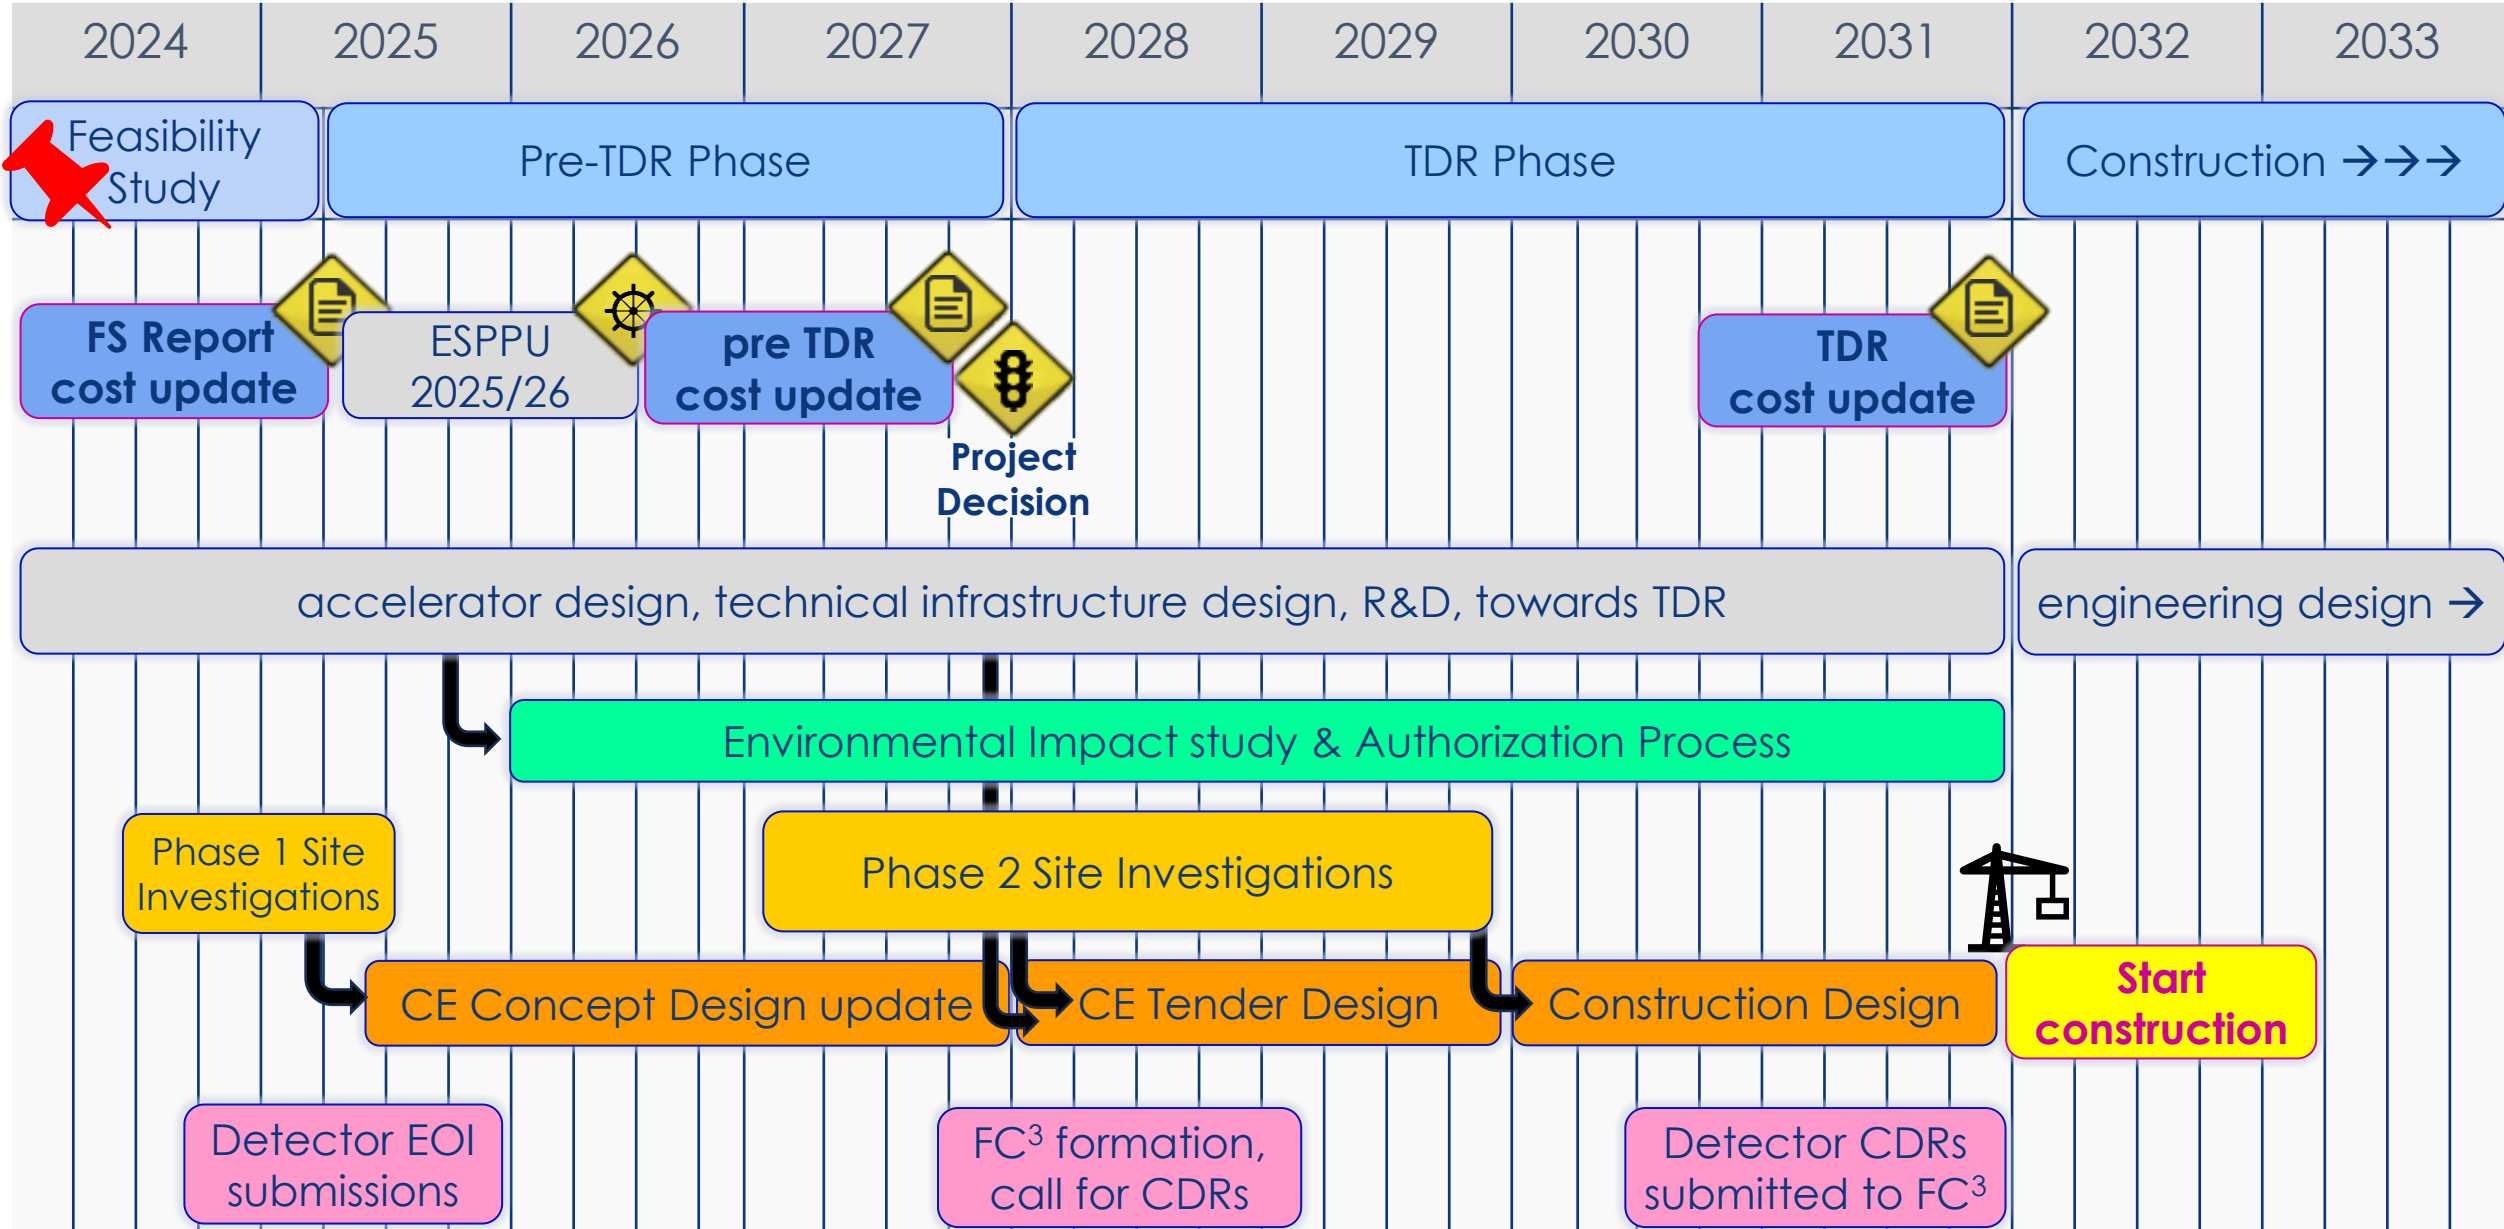 2024 2025 2026 2027 2028 2029 2030 2031 2032 2033
Feasibility
Study
Pre-TDR Phase
TDR Phase
Construction →→→
FS Report
cost update
ESPPU
2025/26
pre TDR
cost update
Project
Decision
TDR
cost update
accelerator design, technical infrastructure design, R&D, towards TDR
engineering design →
Environmental Impact study & Authorization Process
Phase 1 Site
Investigations
Phase 2 Site Investigations
CE Concept Design update
CE Tender Design
Construction Design
Start
construction
Detector EOI
submissions
FC³ formation,
call for CDRs
Detector CDRs
submitted to FC³